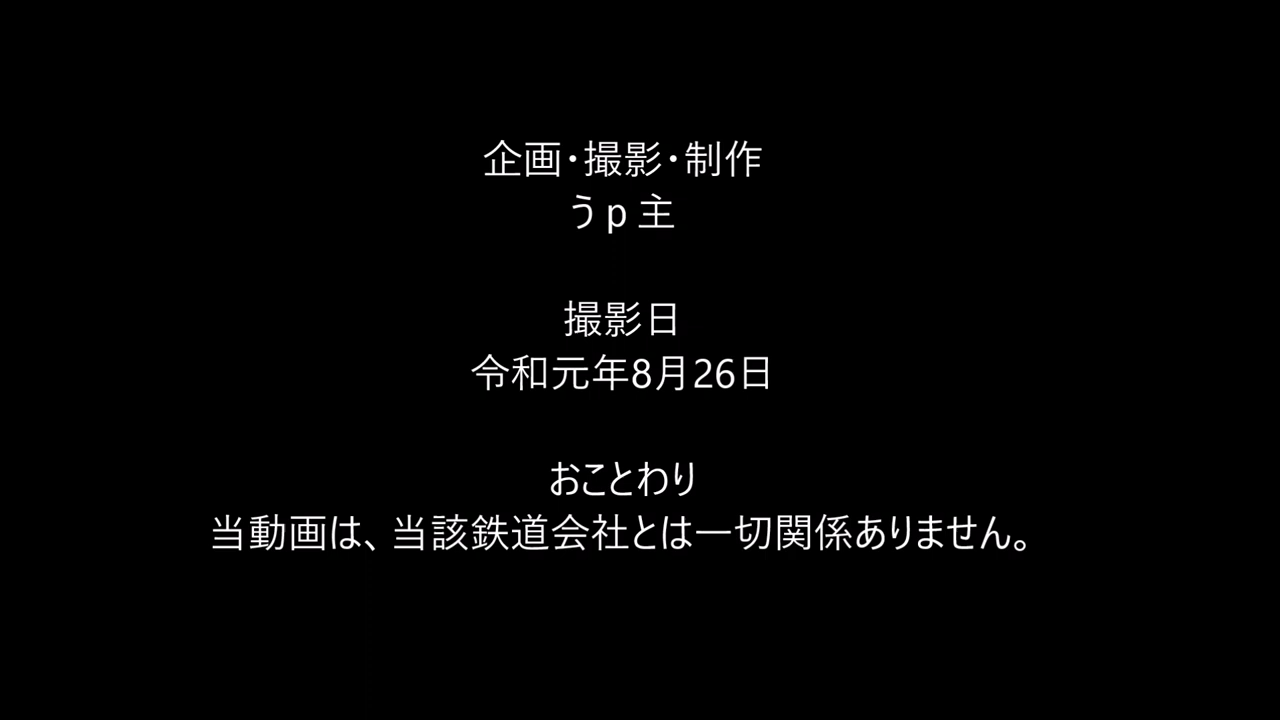 企画・撮影・制作
うｐ主
撮影日
令和元年8月26日
おことわり
当動画は、当該鉄道会社とは一切関係ありません。